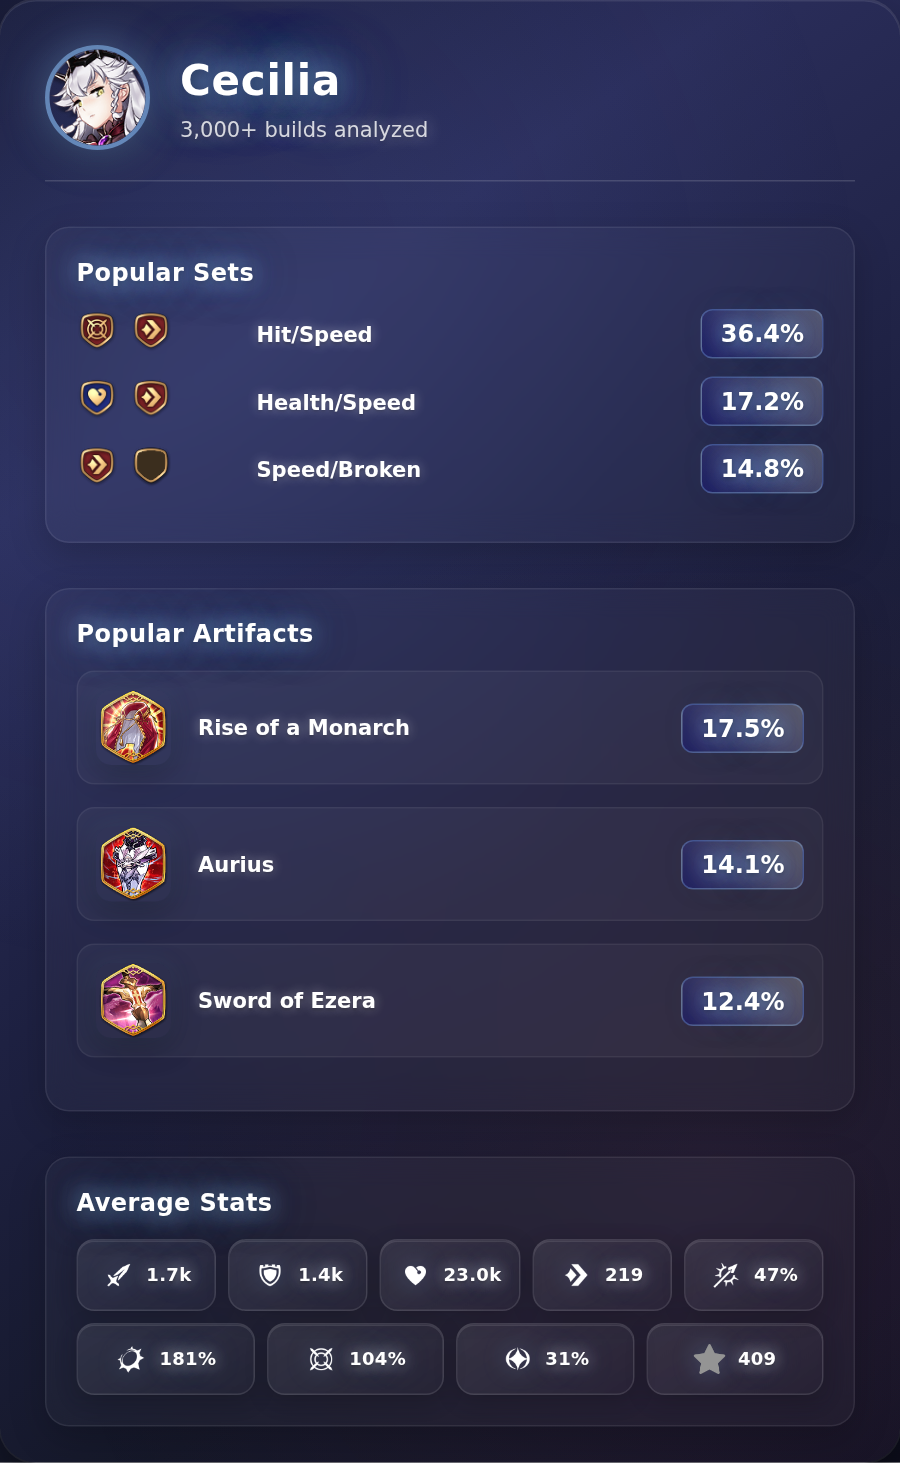 Cecilia
3,000+ builds analyzed
Popular Sets
Hit/Speed 36.4%
Health/Speed 17.2%
Speed/Broken 14.8%
Popular Artifacts
Rise of a Monarch 17.5%
Aurius 14.1%
Sword of Ezera 12.4%
Average Stats
1.7k 1.4k 23.0k 219 47%
181% 104% 31% 409